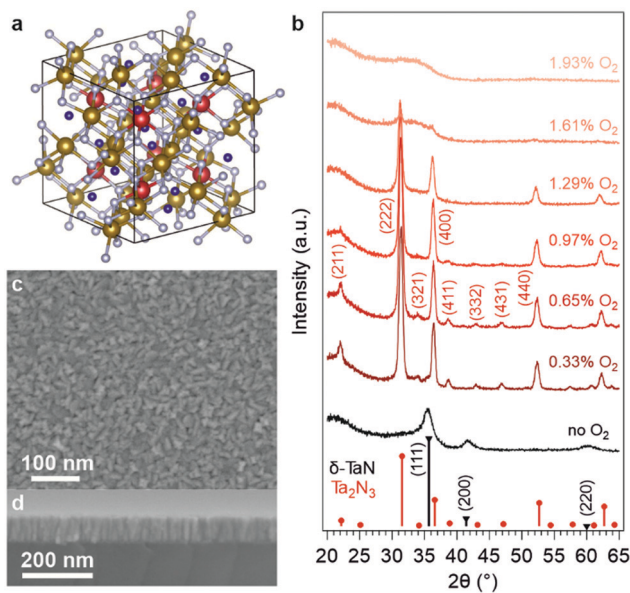 a
b
1.93% O₂
1.61% O₂
1.29% O₂
0.97% O₂
0.65% O₂
0.33% O₂
no O₂
(211)
(222)
(321)
(400)
(411)
(332)
(431)
(440)
δ-TaN
Ta₂N₃
(111)
(200)
(220)
Intensity (a.u.)
20 25 30 35 40 45 50 55 60 65
2θ (°)
c
100 nm
d
200 nm